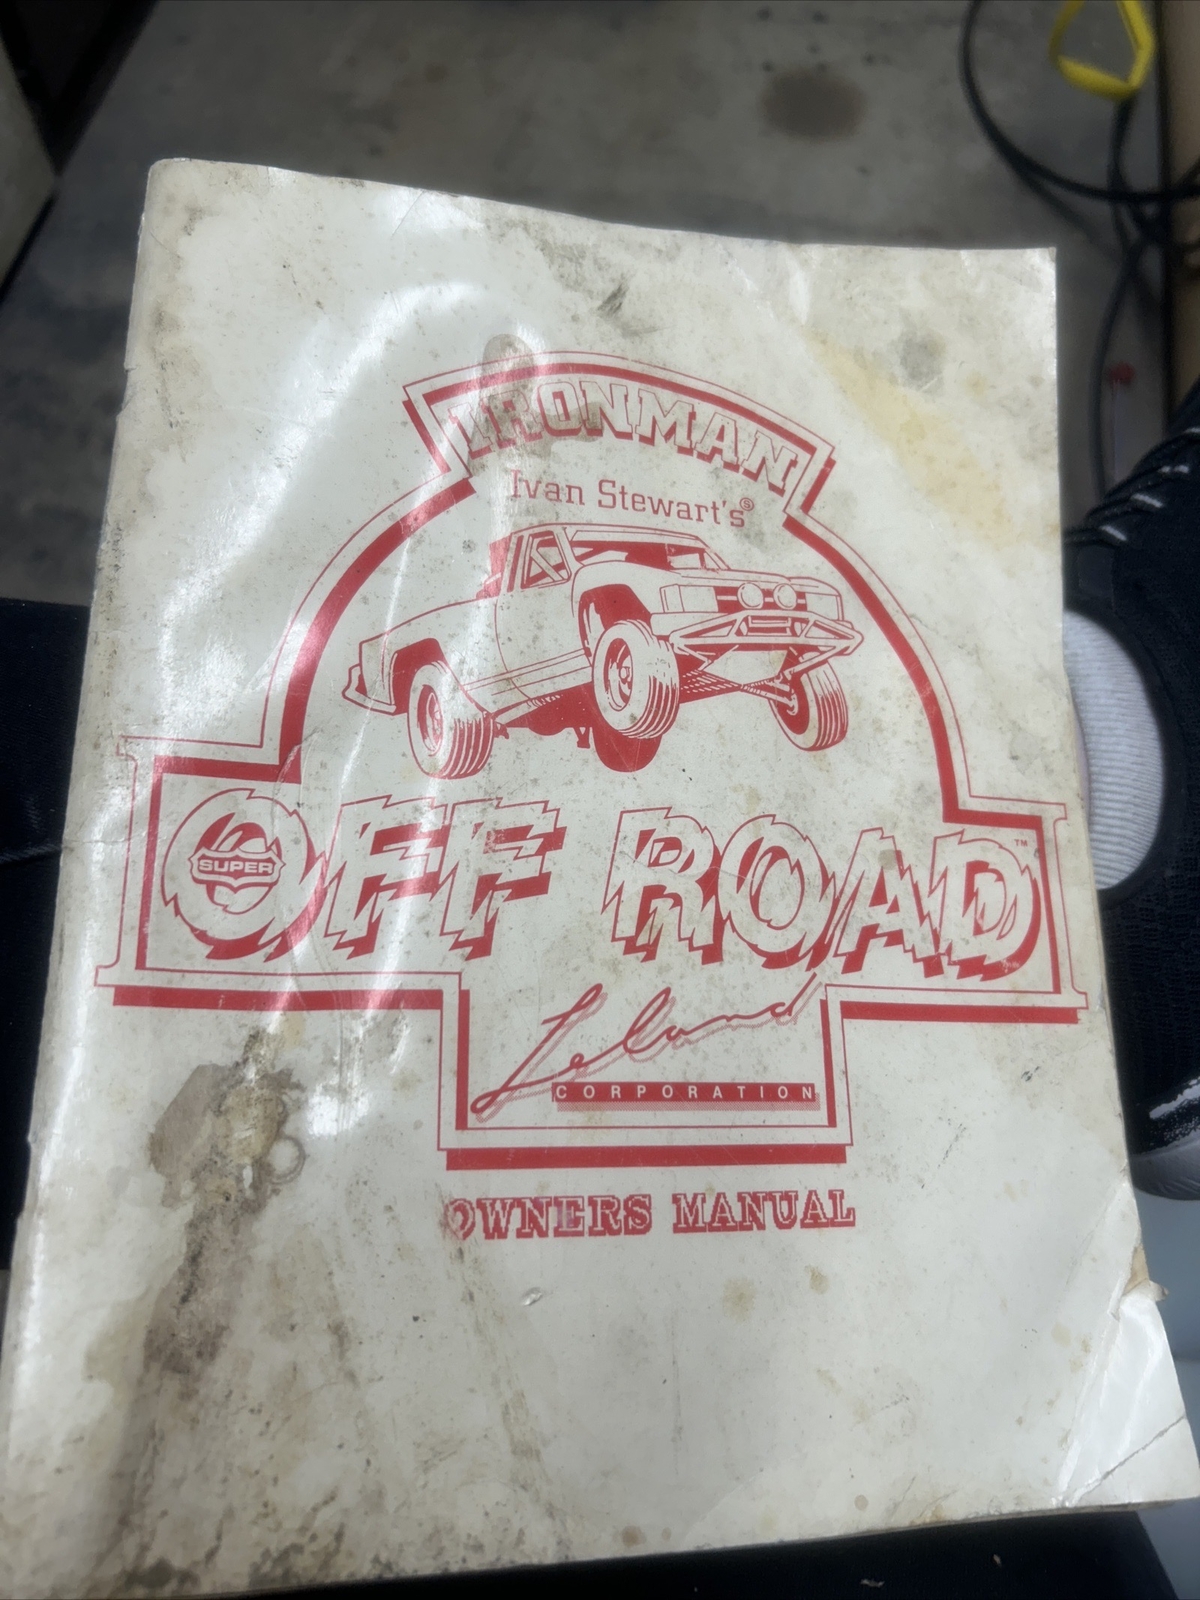 IRONMAN
Ivan Stewart's Ⓢ
SUPER
OFF ROAD™
Leland
CORPORATION
OWNERS MANUAL